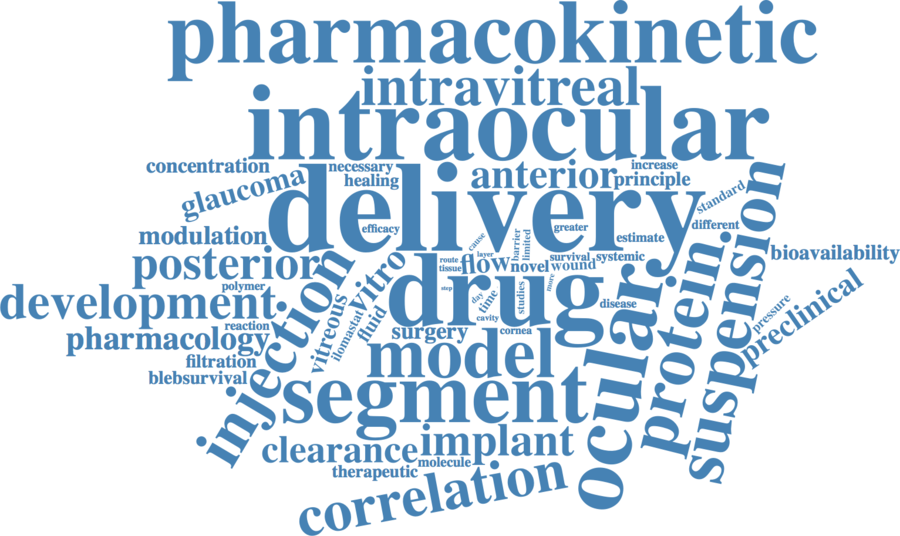 pharmacokinetic
intravitreal
intraocular
concentration
necessary
increase
healing
anterior
principle
glaucoma
delivery
standard
suspension
efficacy
greater
different
modulation
cause
barrier
limited
estimate
posterior
injection
vitro
layer
survival
systemic
bioavailability
route
flow
novel
wound
tissue
drug
polymer
step
day
time
studies
more
disease
development
vitreous
ilomastat
fluid
cavity
cornea
ocular
protein
pressure
preclinical
reaction
surgery
pharmacology
model
filtration
blebsurvival
segment
clearance
implant
molecule
therapeutic
correlation